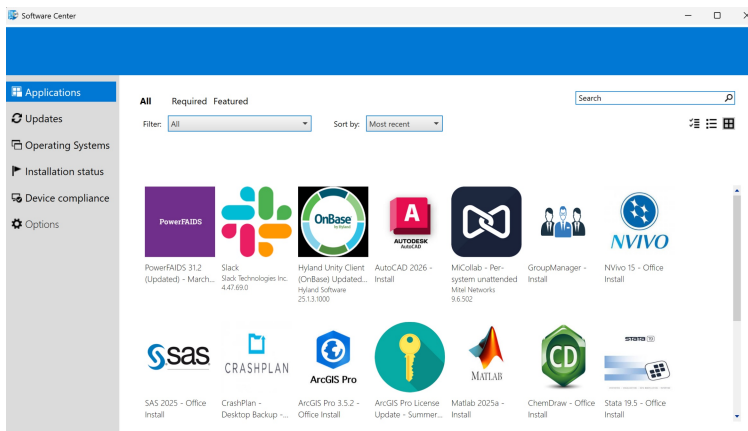 Software Center
Applications
Updates
Operating Systems
Installation status
Device compliance
Options
All Required Featured
Search
Filter: All Sort by: Most recent
PowerFAIDS
OnBase
by Hyland
A
AUTODESK
AutoCAD
NVIVO
PowerFAIDS 31.2
(Updated) - March...
Slack
Slack Technologies Inc.
4.47.69.0
Hyland Unity Client
(OnBase) Updated...
Hyland Software
25.1.3.1000
AutoCAD 2026 -
Install
MiCollab - Per-
system unattended
Mitel Networks
9.6.502
GroupManager -
Install
NVivo 15 - Office
Install
sas
CRASHPLAN
ArcGIS Pro
MATLAB
CD
STATA 19
SAS 2025 - Office
Install
CrashPlan -
Desktop Backup -...
ArcGIS Pro 3.5.2 -
Office Install
ArcGIS Pro License
Update - Summer...
Matlab 2025a -
Install
ChemDraw - Office
Install
Stata 19.5 - Office
Install